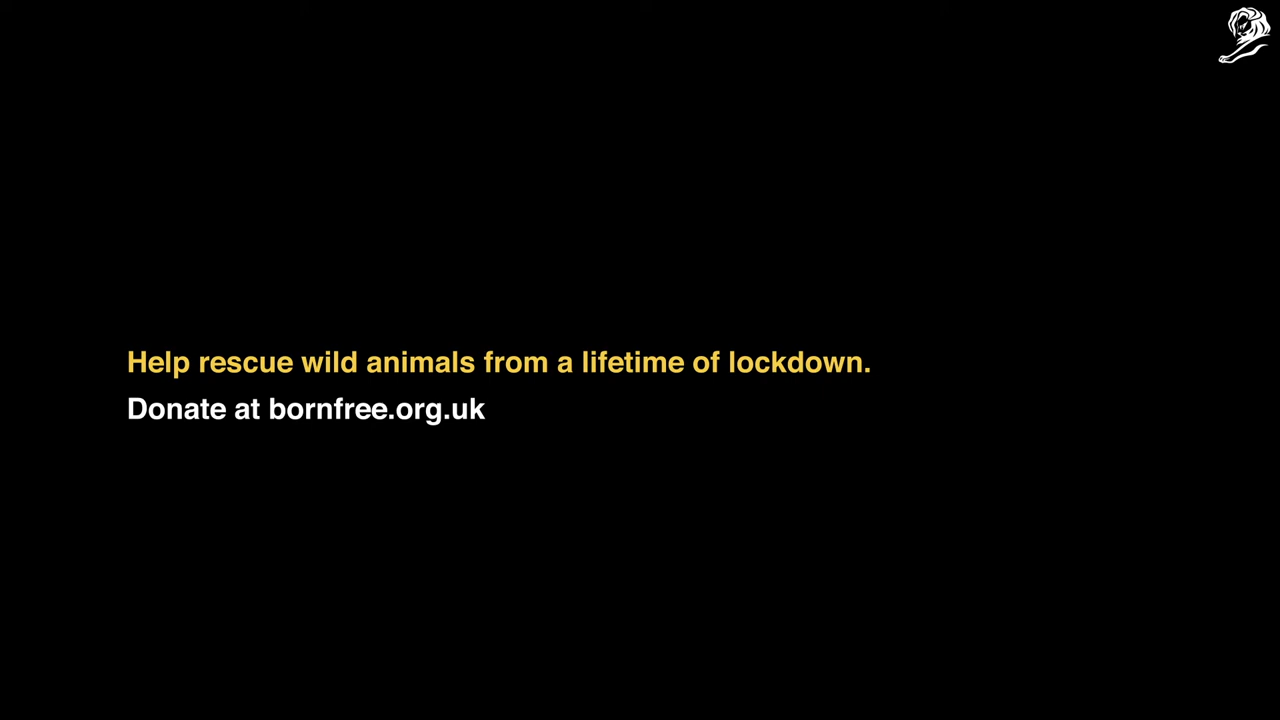 Help rescue wild animals from a lifetime of lockdown.
Donate at bornfree.org.uk